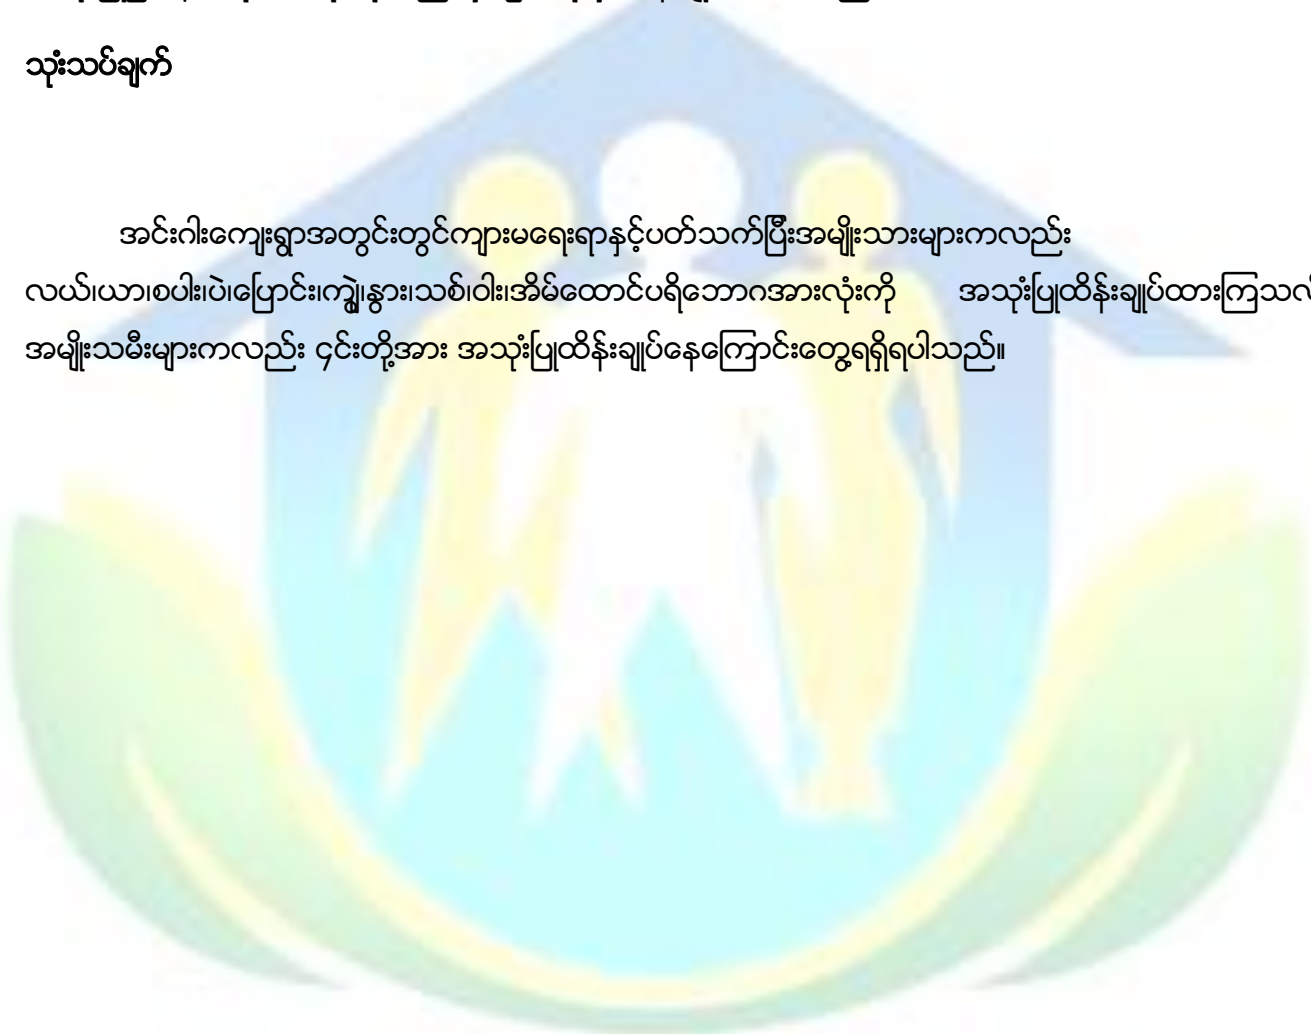 သုံးသပ်ချက်
အင်းဂါးကျေးရွာအတွင်းတွင်ကျားမရေးရာနှင့်ပတ်သက်ပြီးအမျိုးသားများကလည်း
လယ်၊ယာ၊စပါး၊ပဲ၊ပြောင်း၊ကျွဲ၊နွား၊သစ်၊ဝါး၊အိမ်ထောင်ပရိဘောဂအားလုံးကို အသုံးပြုထိန်းချုပ်ထားကြသလို
အမျိုးသမီးများကလည်း ၎င်းတို့အား အသုံးပြုထိန်းချုပ်နေကြောင်းတွေ့ရရှိရပါသည်။